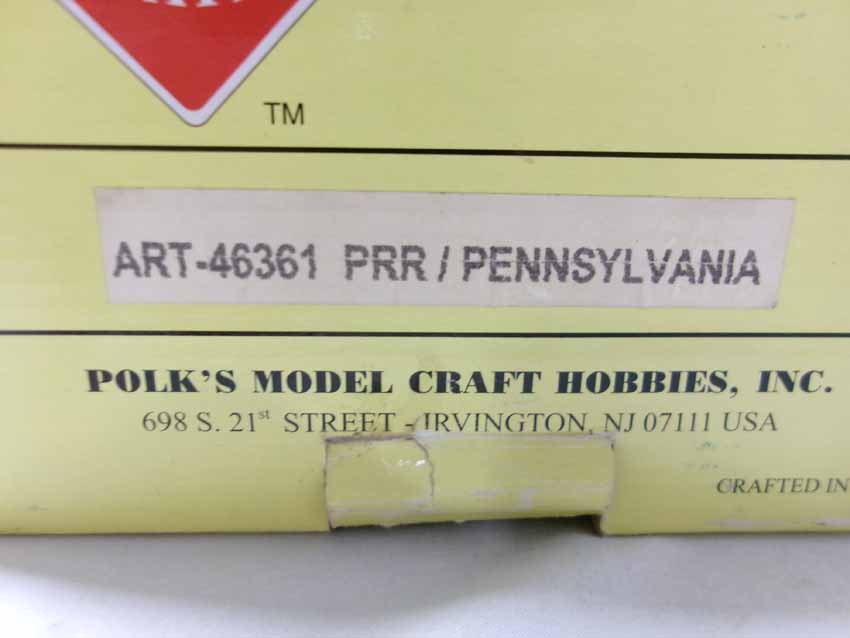 TM
ART-46361 PRR / PENNSYLVANIA
POLK'S MODEL CRAFT HOBBIES, INC.
698 S. 21st STREET - IRVINGTON, NJ 07111 USA
CRAFTED IN